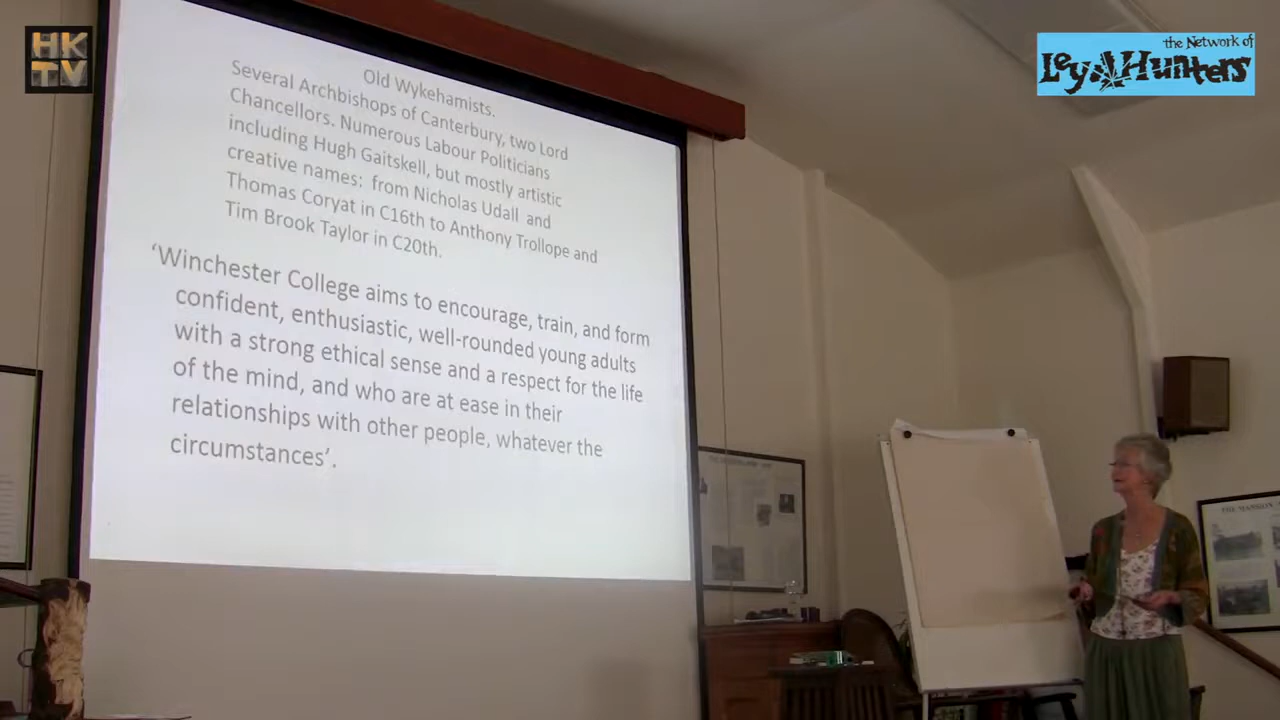 HK
TV
the Network of
Ley Hunters
Old Wykehamists.
Several Archbishops of Canterbury, two Lord
Chancellors. Numerous Labour Politicians
including Hugh Gaitskell, but mostly artistic
creative names: from Nicholas Udall and
Thomas Coryat in C16th to Anthony Trollope and
Tim Brook Taylor in C20th.
‘Winchester College aims to encourage, train, and form
confident, enthusiastic, well-rounded young adults
with a strong ethical sense and a respect for the life
of the mind, and who are at ease in their
relationships with other people, whatever the
circumstances’.
THE MANSION